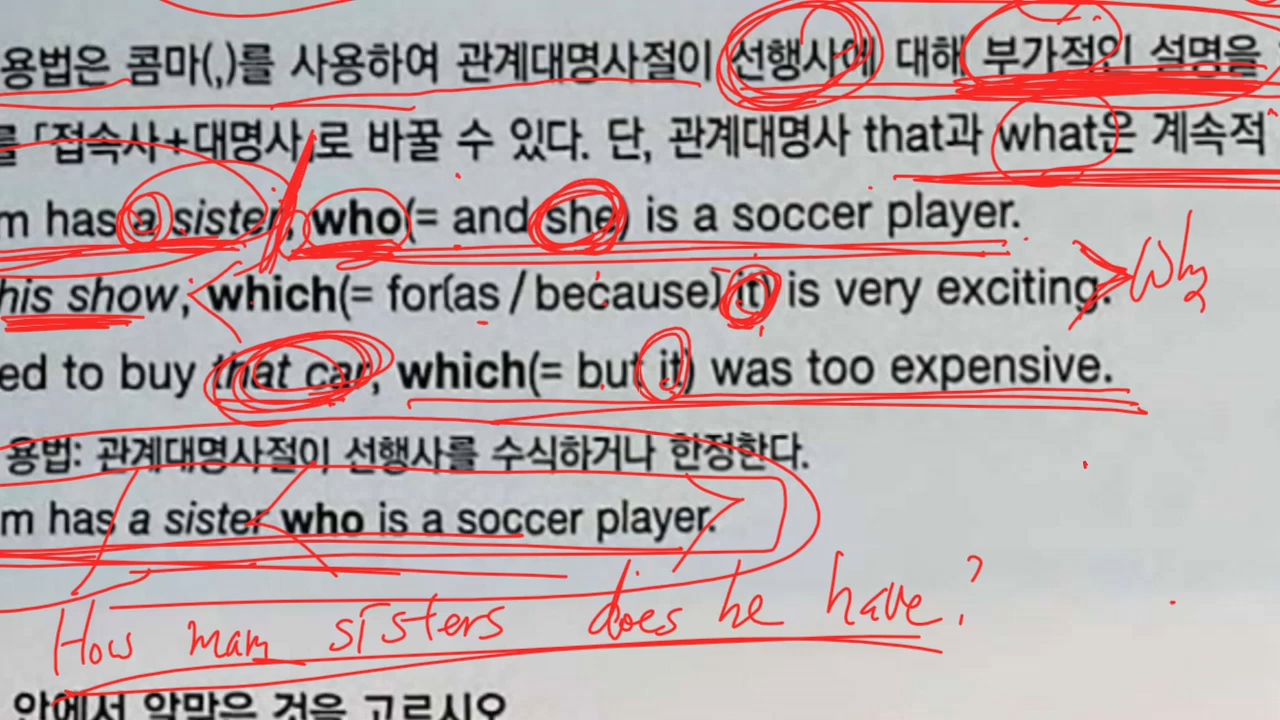 용법은 콤마(,)를 사용하여 관계대명사절이 선행사에 대해 부가적인 설명을
를 「접속사+대명사」로 바꿀 수 있다. 단, 관계대명사 that과 what은 계속적
m has a sister, who(= and she) is a soccer player.
his show, which(= for(as / because) it) is very exciting.
Why
ed to buy that car, which(= but it) was too expensive.
용법: 관계대명사절이 선행사를 수식하거나 한정한다.
m has a sister who is a soccer player.
How many sisters does he have?
안에서 알맞은 것을 고르시오